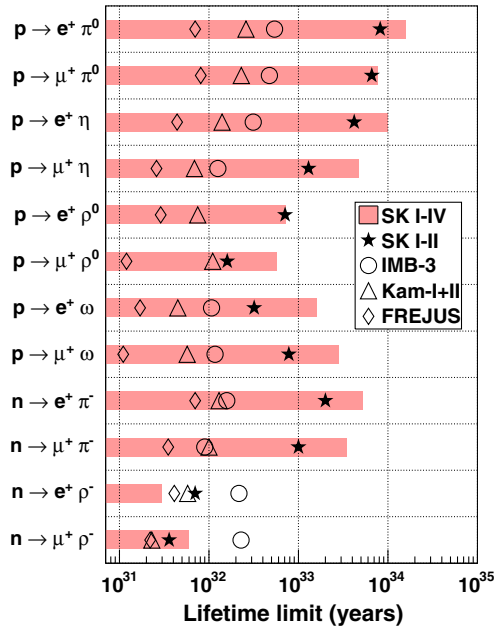 p → e⁺ π⁰
p → μ⁺ π⁰
p → e⁺ η
p → μ⁺ η
p → e⁺ ρ⁰
p → μ⁺ ρ⁰
p → e⁺ ω
p → μ⁺ ω
n → e⁺ π⁻
n → μ⁺ π⁻
n → e⁺ ρ⁻
n → μ⁺ ρ⁻
SK I-IV
SK I-II
IMB-3
Kam-I+II
FREJUS
10³¹ 10³² 10³³ 10³⁴ 10³⁵
Lifetime limit (years)